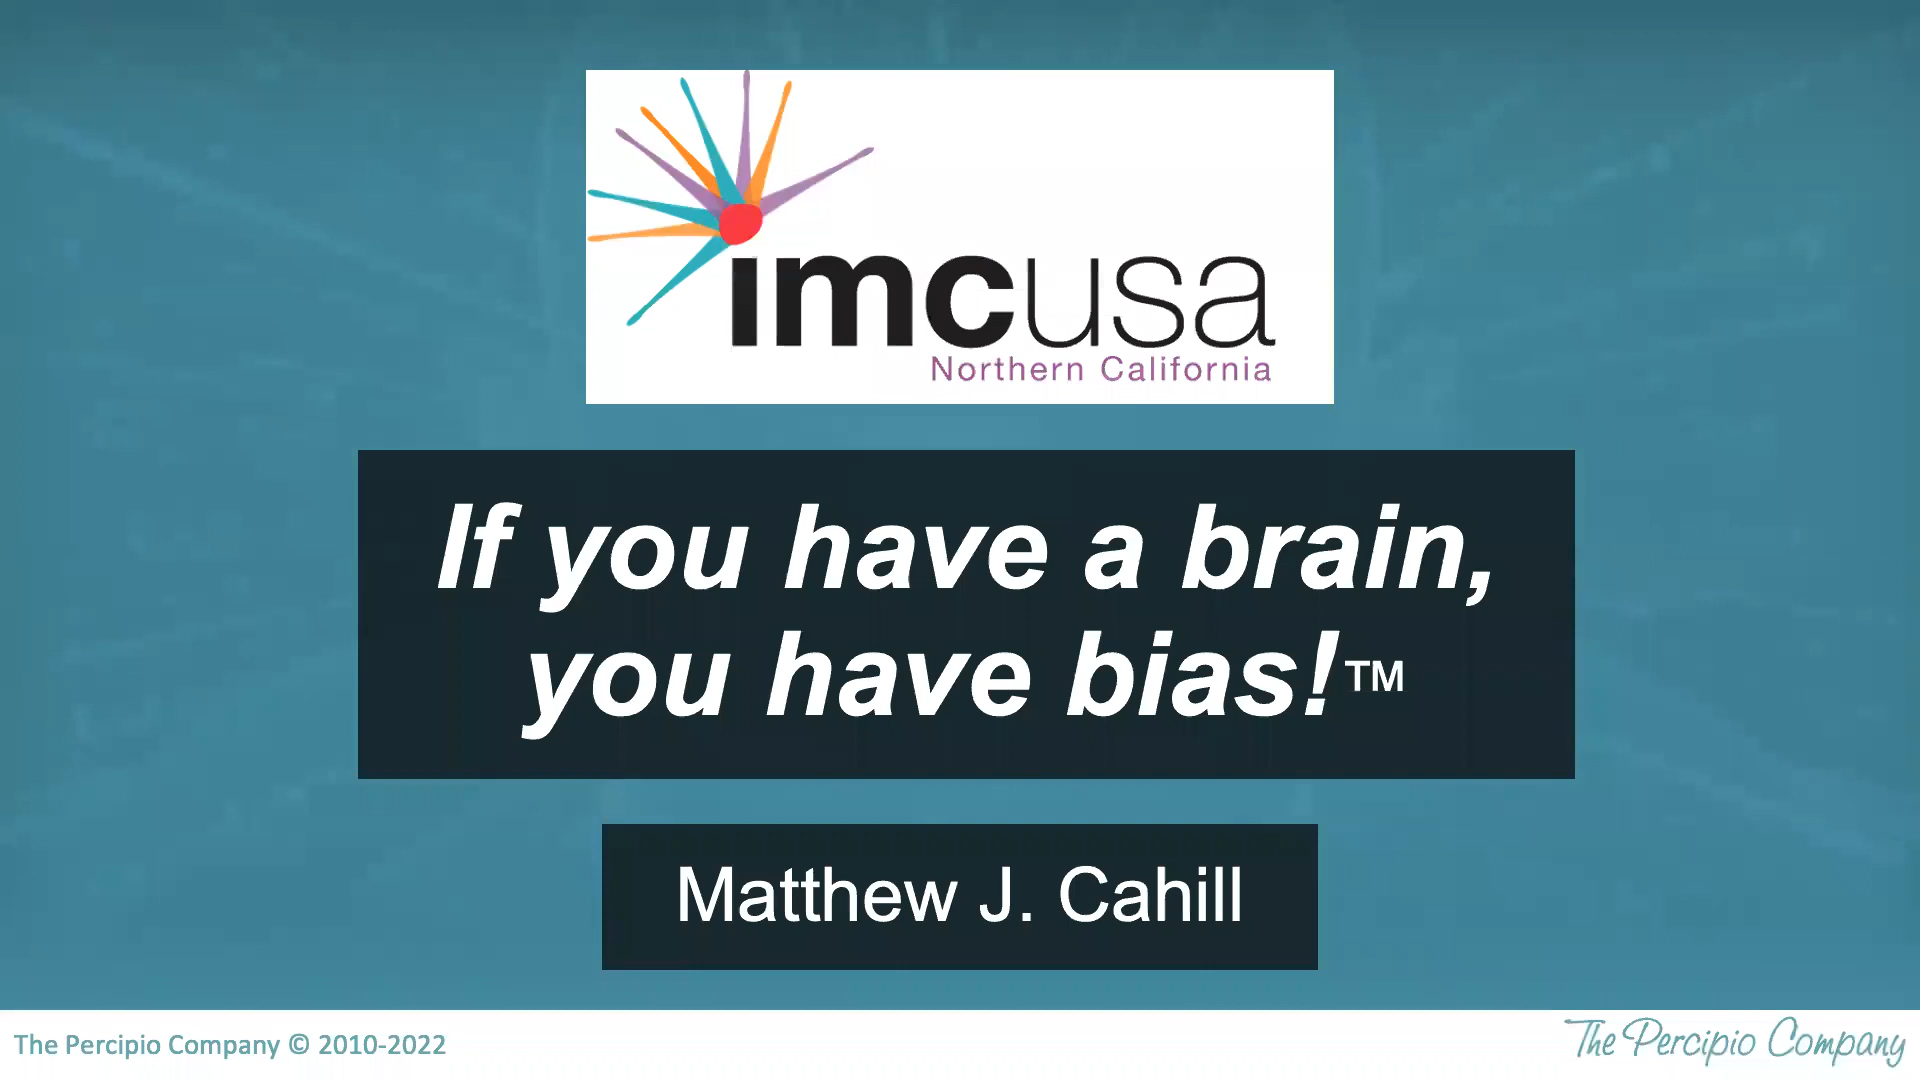 imcusa
Northern California
If you have a brain,
you have bias!™
Matthew J. Cahill
The Percipio Company © 2010-2022
The Percipio Company